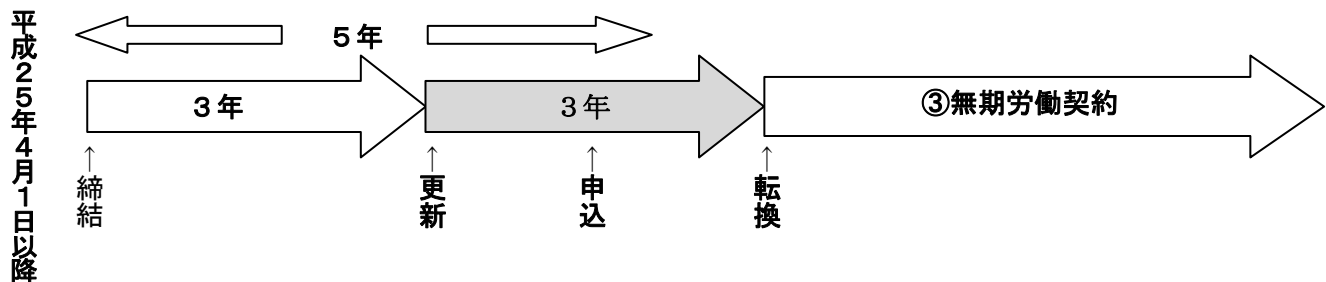 平成25年4月1日以降
5年
3年
3年
③無期労働契約
↑締結
↑更新
↑申込
↑転換